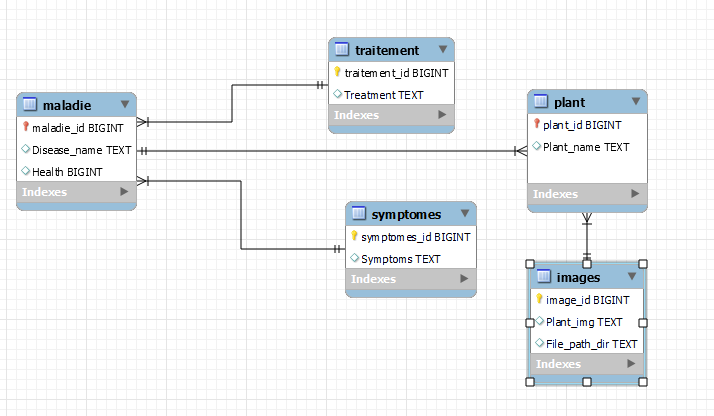 traitement
traitement_id BIGINT
Treatment TEXT
Indexes
maladie
maladie_id BIGINT
Disease_name TEXT
Health BIGINT
Indexes
plant
plant_id BIGINT
Plant_name TEXT
Indexes
symptomes
symptomes_id BIGINT
Symptoms TEXT
Indexes
images
image_id BIGINT
Plant_img TEXT
File_path_dir TEXT
Indexes